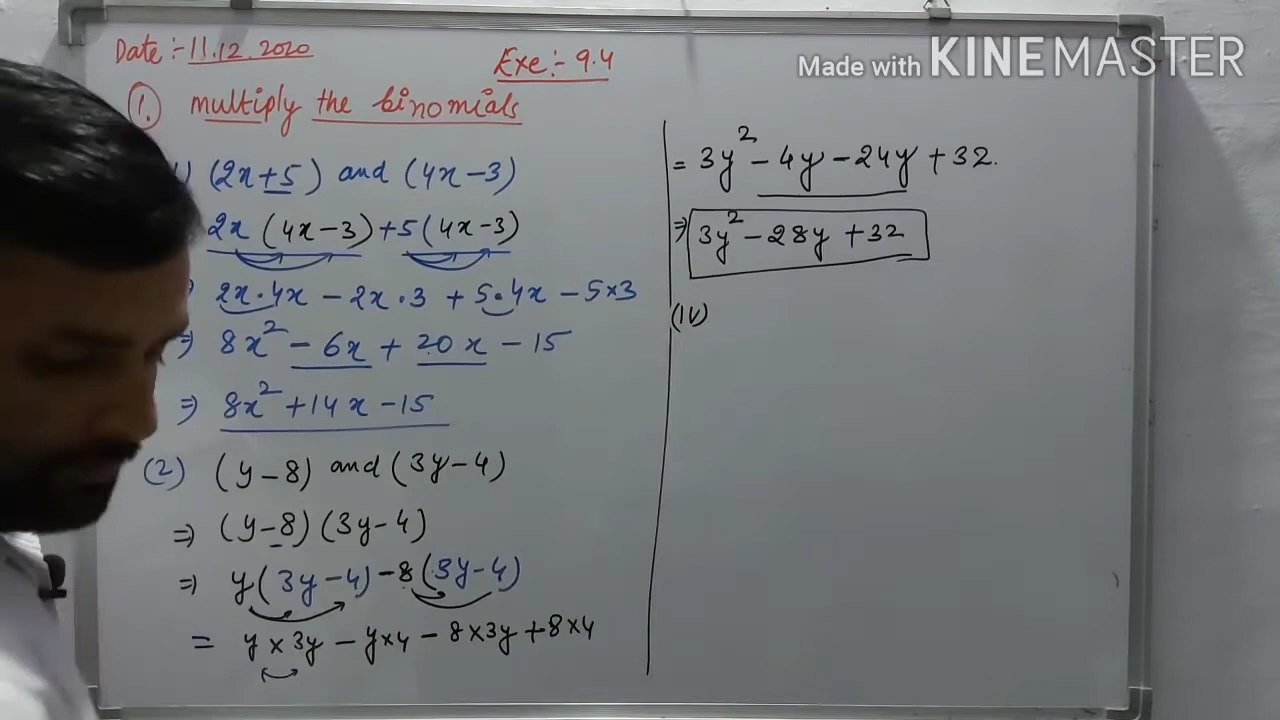 Date :- 11.12.2020
Exe:- 9.4
1. multiply the binomials
(2x+5) and (4x-3)
2x (4x-3) +5(4x-3)
2x·4x - 2x·3 + 5·4x - 5×3
⇒ 8x² - 6x + 20x - 15
⇒ 8x² +14x -15
(2) (y-8) and (3y-4)
⇒ (y-8) (3y-4)
⇒ y(3y-4) -8(3y-4)
= y × 3y - y×4 - 8×3y +8×4
= 3y² - 4y - 24y + 32.
⇒ 3y² - 28y + 32
(IV)
Made with KINEMASTER